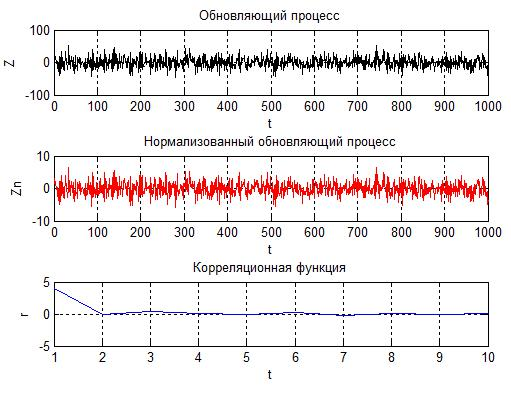 Обновляющий процесс
100
0
-100
Z
0 100 200 300 400 500 600 700 800 900 1000
t
Нормализованный обновляющий процесс
10
0
-10
Zn
0 100 200 300 400 500 600 700 800 900 1000
t
Корреляционная функция
5
0
-5
r
1 2 3 4 5 6 7 8 9 10
t